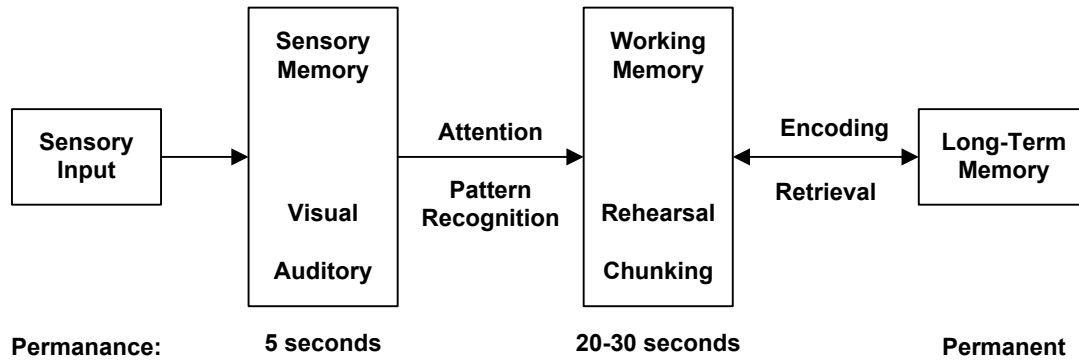 Sensory
Input
Sensory
Memory
Visual
Auditory
Attention
Pattern
Recognition
Working
Memory
Rehearsal
Chunking
Encoding
Retrieval
Long-Term
Memory
Permanance:
5 seconds
20-30 seconds
Permanent